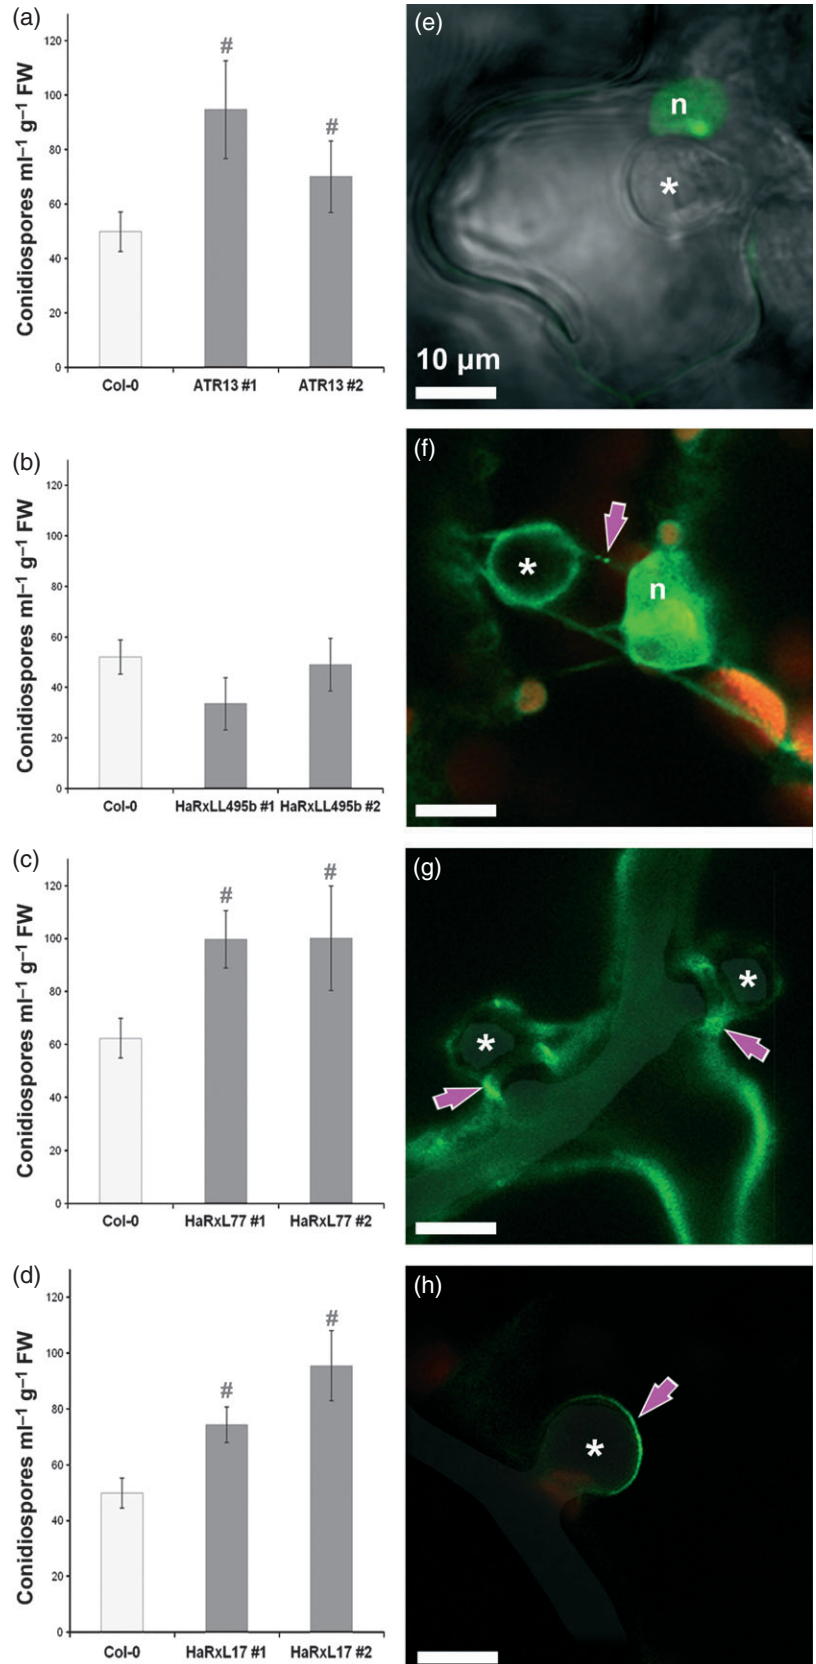 (a)
Conidiospores ml⁻¹ g⁻¹ FW
120
100
80
60
40
20
0
#
#
Col-0 ATR13 #1 ATR13 #2
(e)
n
*
10 µm
(b)
Conidiospores ml⁻¹ g⁻¹ FW
120
100
80
60
40
20
0
Col-0 HaRxLL495b #1 HaRxLL495b #2
(f)
*
n
(c)
Conidiospores ml⁻¹ g⁻¹ FW
120
100
80
60
40
20
0
#
#
Col-0 HaRxL77 #1 HaRxL77 #2
(g)
*
*
(d)
Conidiospores ml⁻¹ g⁻¹ FW
120
100
80
60
40
20
0
#
#
Col-0 HaRxL17 #1 HaRxL17 #2
(h)
*